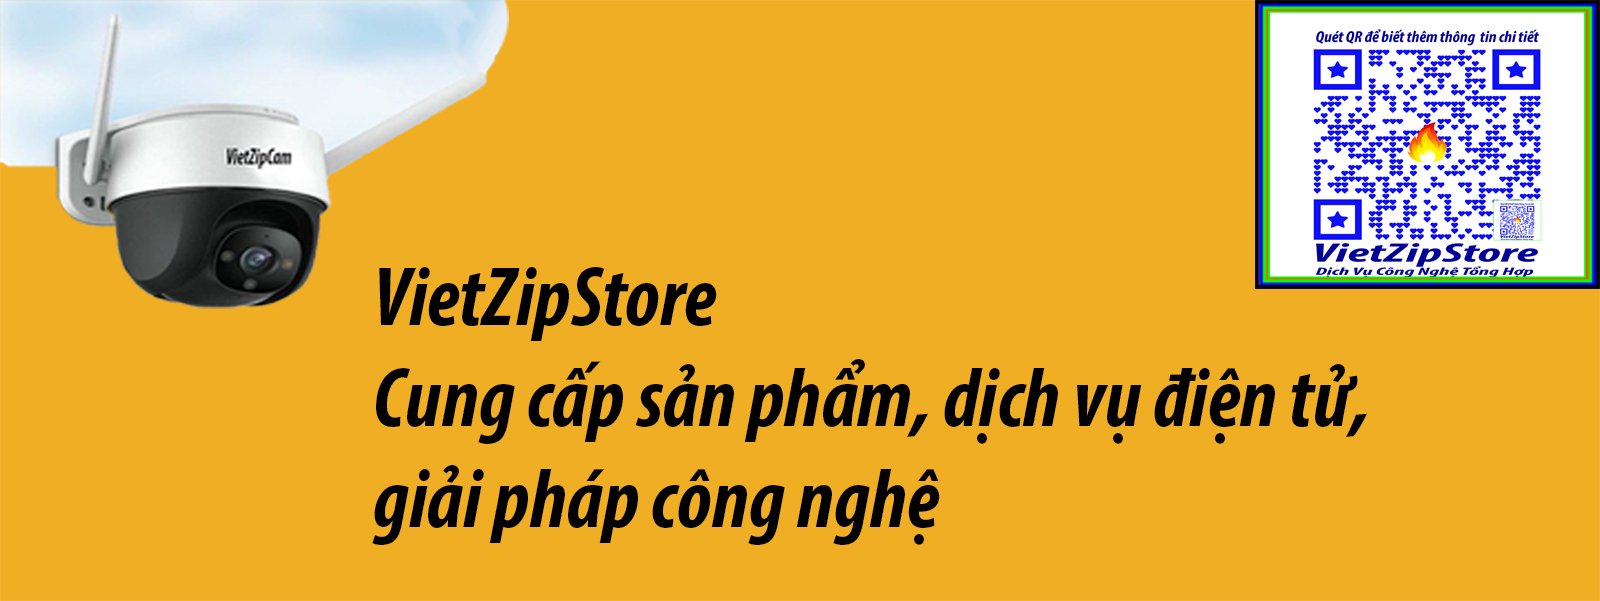 Quét QR để biết thêm thông tin chi tiết
VietZipCam
VietZipStore
Dịch Vụ Công Nghệ Tổng Hợp
VietZipStore
Cung cấp sản phẩm, dịch vụ điện tử,
giải pháp công nghệ